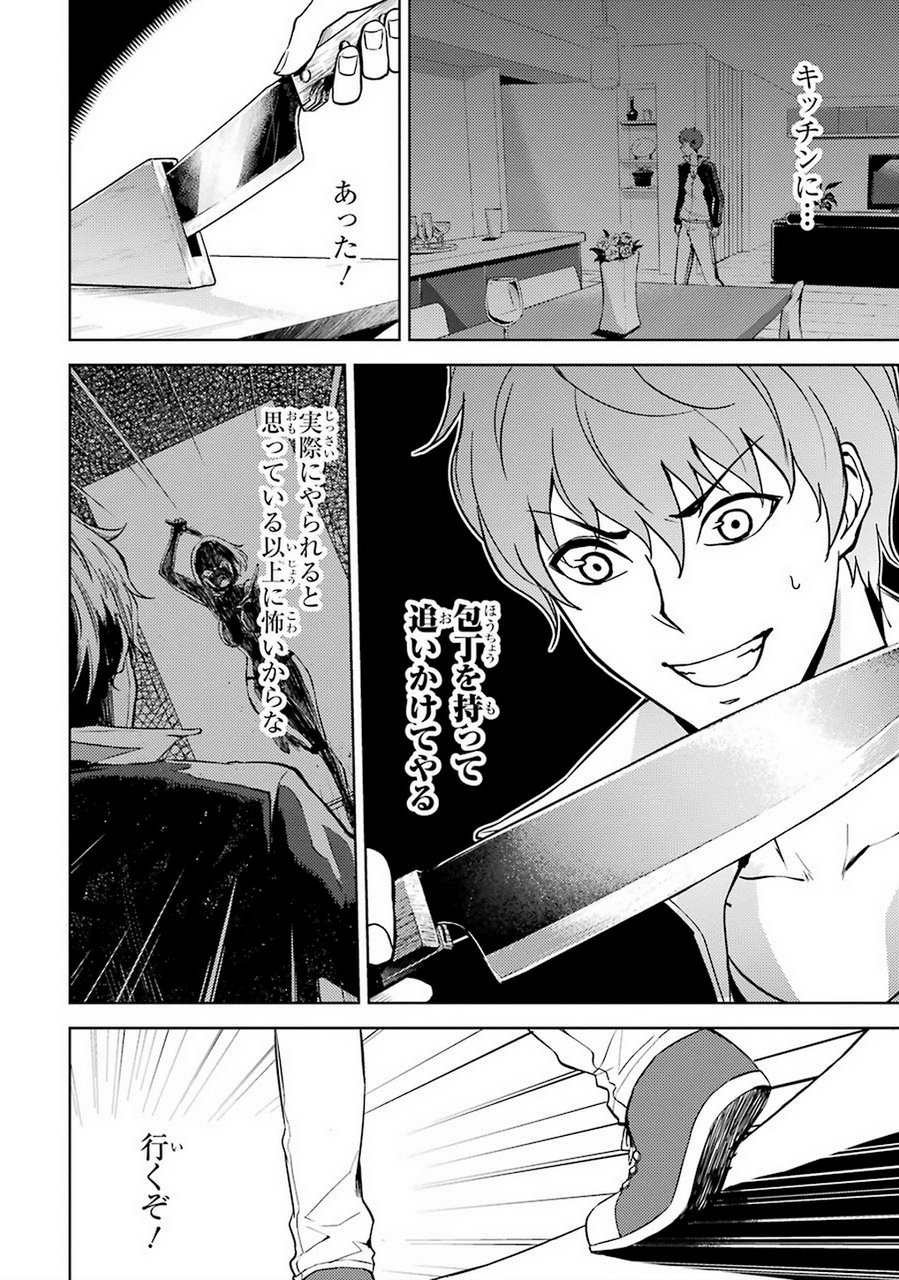 キッチンに…
あった！
包丁を持って
追いかけてやる
実際にやられると
思っている以上に怖いからな
行くぞ！